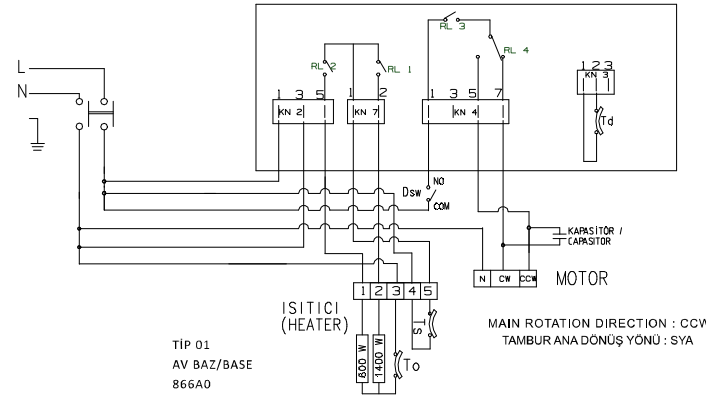 RL 3
RL 4
RL 2
RL 1
L
N
1 3 5
KN 2
1 2
KN 7
1 3 5 7
KN 4
1 2 3
KN 3
Td
NO
DSW
COM
KAPASİTÖR /
CAPASITOR
N CW CCW
MOTOR
1 2 3 4 5
ISITICI
(HEATER)
600 W
1400 W
To
Ts
MAIN ROTATION DIRECTION : CCW
TAMBUR ANA DÖNÜŞ YÖNÜ : SYA
TİP 01
AV BAZ/BASE
866A0